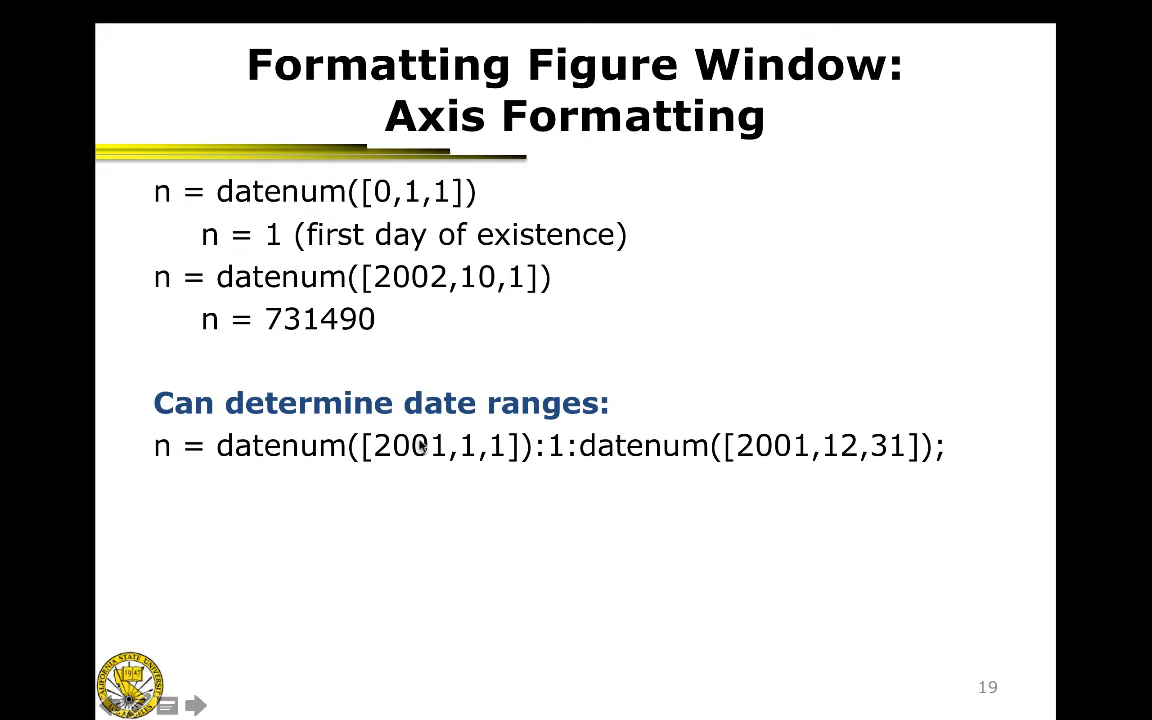 Formatting Figure Window:
Axis Formatting
n = datenum([0,1,1])
n = 1 (first day of existence)
n = datenum([2002,10,1])
n = 731490
Can determine date ranges:
n = datenum([2001,1,1]):1:datenum([2001,12,31]);
19
1947